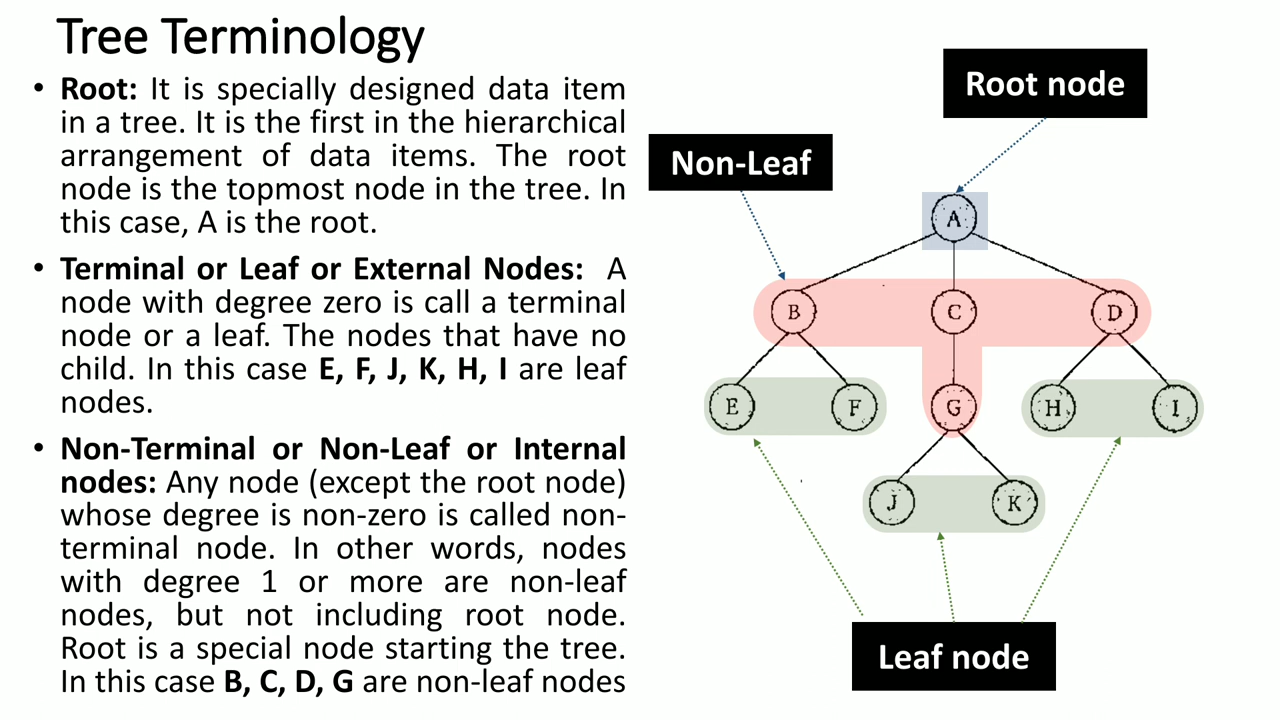 Tree Terminology
• Root: It is specially designed data item
in a tree. It is the first in the hierarchical
arrangement of data items. The root
node is the topmost node in the tree. In
this case, A is the root.
• Terminal or Leaf or External Nodes: A
node with degree zero is call a terminal
node or a leaf. The nodes that have no
child. In this case E, F, J, K, H, I are leaf
nodes.
• Non-Terminal or Non-Leaf or Internal
nodes: Any node (except the root node)
whose degree is non-zero is called non-
terminal node. In other words, nodes
with degree 1 or more are non-leaf
nodes, but not including root node.
Root is a special node starting the tree.
In this case B, C, D, G are non-leaf nodes
Root node
Non-Leaf
A
B C D
E F G H I
J K
Leaf node